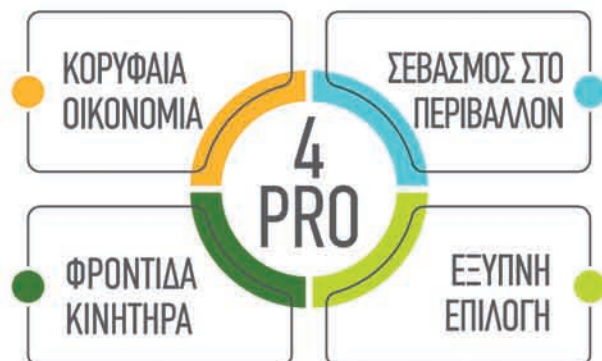 ΚΟΡΥΦΑΙΑ
ΟΙΚΟΝΟΜΙΑ
ΣΕΒΑΣΜΟΣ ΣΤΟ
ΠΕΡΙΒΑΛΛΟΝ
4
PRO
ΦΡΟΝΤΙΔΑ
ΚΙΝΗΤΗΡΑ
ΕΞΥΠΝΗ
ΕΠΙΛΟΓΗ